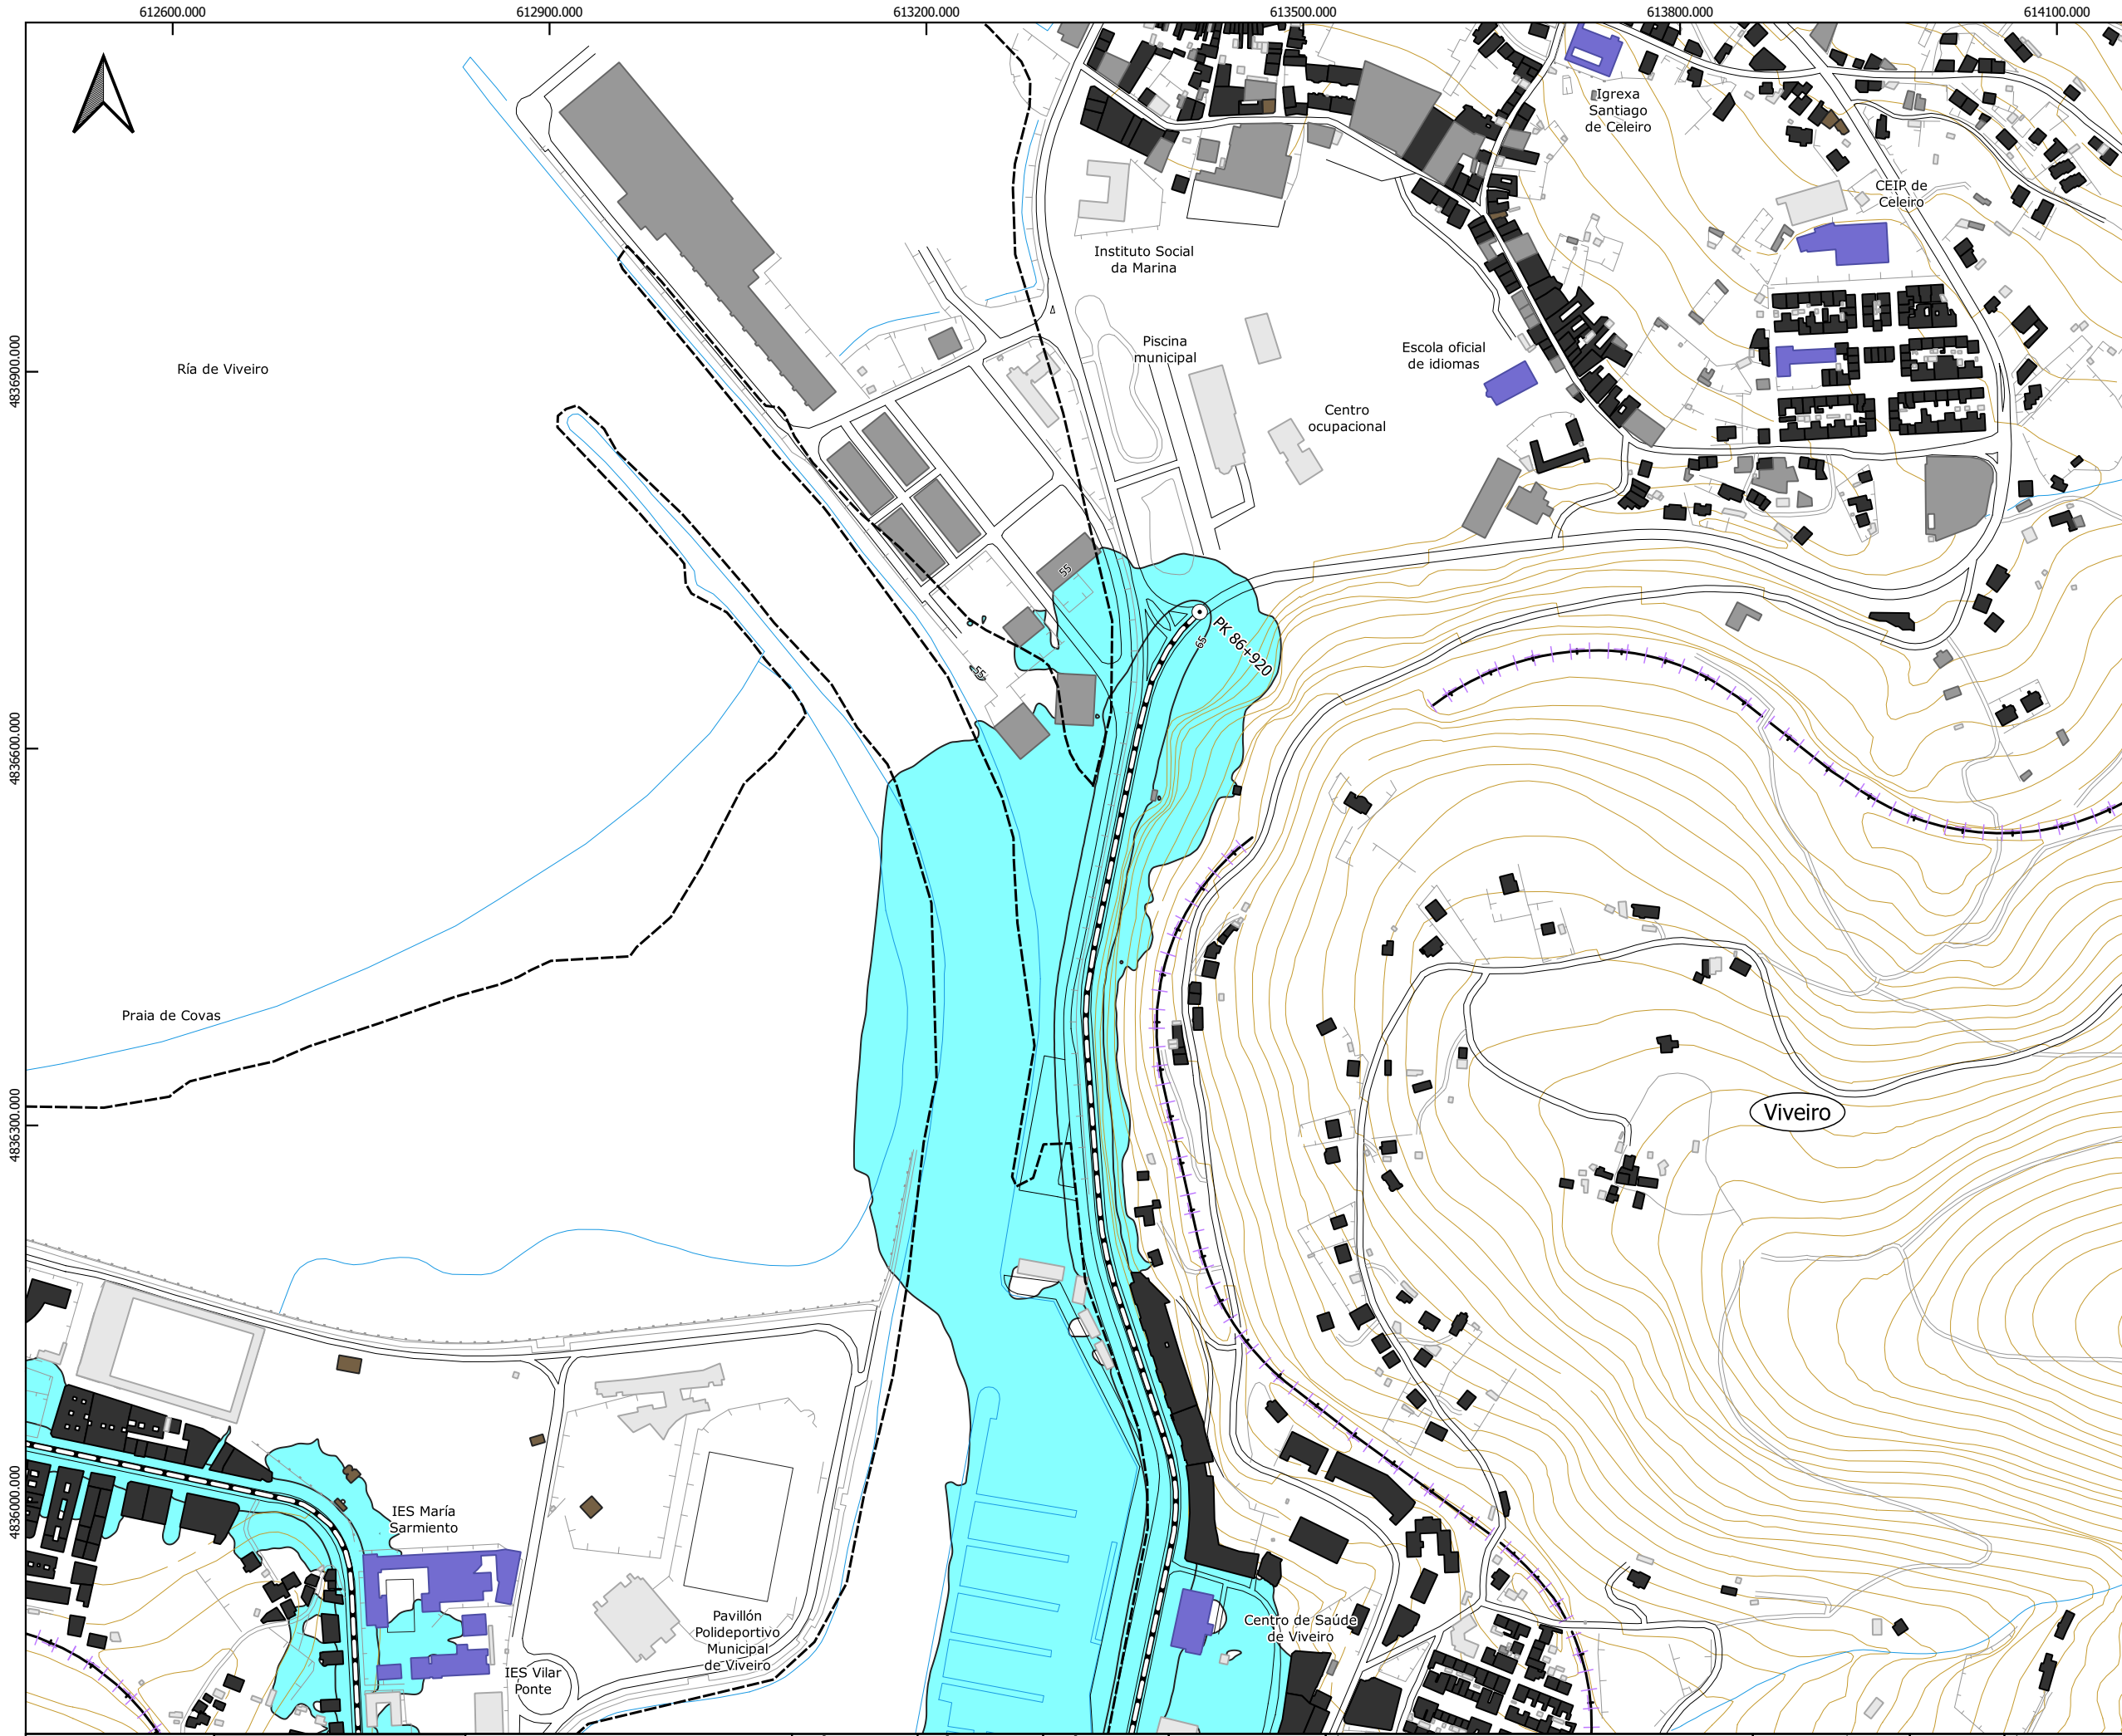 612600.000
612900.000
613200.000
613500.000
613800.000
614100.000
4836900.000
4836600.000
4836300.000
4836000.000
Igrexa
Santiago
de Celeiro
CEIP de
Celeiro
Instituto Social
da Marina
Piscina
municipal
Escola oficial
de idiomas
Ría de Viveiro
Centro
ocupacional
55
65
PK 86+920
55
Praia de Covas
Viveiro
IES María
Sarmiento
Pavillón
Polideportivo
Municipal
de Viveiro
Centro de Saúde
de Viveiro
IES Vilar
Ponte